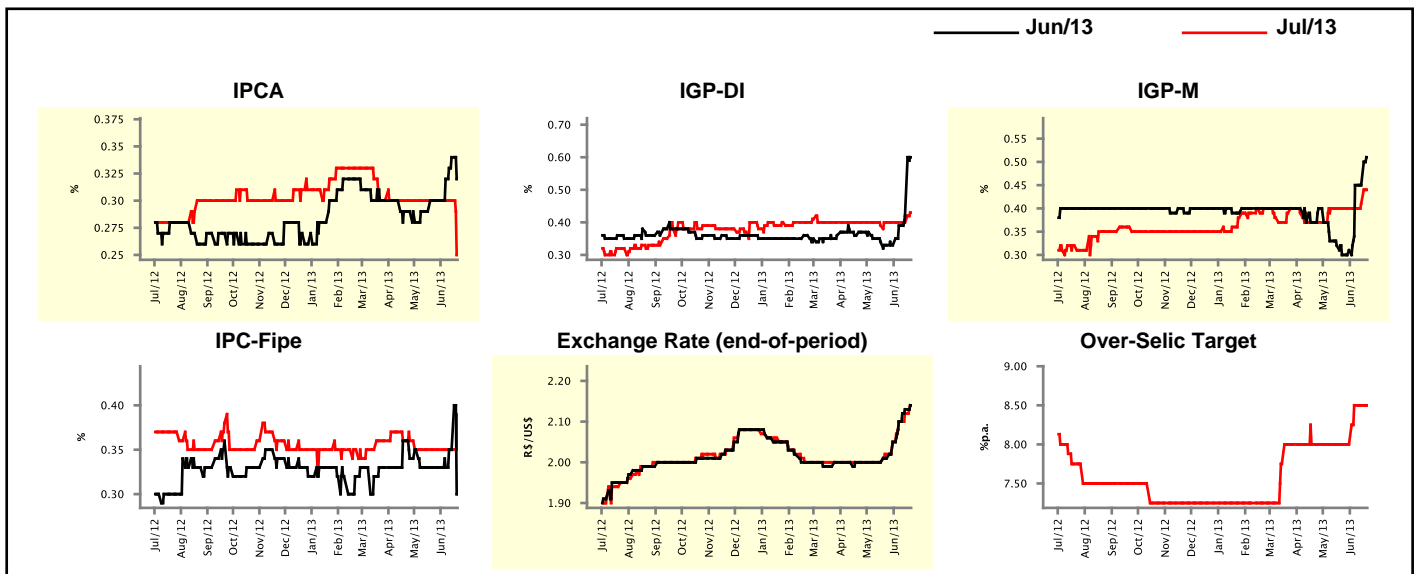 Jun/13 Jul/13
IPCA
%
0.375
0.35
0.325
0.30
0.275
0.25
Jul/12 Aug/12 Sep/12 Oct/12 Nov/12 Dec/12 Jan/13 Feb/13 Mar/13 Apr/13 May/13 Jun/13
IGP-DI
%
0.70
0.60
0.50
0.40
0.30
Jul/12 Aug/12 Sep/12 Oct/12 Nov/12 Dec/12 Jan/13 Feb/13 Mar/13 Apr/13 May/13 Jun/13
IGP-M
%
0.55
0.50
0.45
0.40
0.35
0.30
Jul/12 Aug/12 Sep/12 Oct/12 Nov/12 Dec/12 Jan/13 Feb/13 Mar/13 Apr/13 May/13 Jun/13
IPC-Fipe
%
0.40
0.35
0.30
Jul/12 Aug/12 Sep/12 Oct/12 Nov/12 Dec/12 Jan/13 Feb/13 Mar/13 Apr/13 May/13 Jun/13
Exchange Rate (end-of-period)
R$/US$
2.20
2.10
2.00
1.90
Jul/12 Aug/12 Sep/12 Oct/12 Nov/12 Dec/12 Jan/13 Feb/13 Mar/13 Apr/13 May/13 Jun/13
Over-Selic Target
%p.a.
9.00
8.50
8.00
7.50
Jul/12 Aug/12 Sep/12 Oct/12 Nov/12 Dec/12 Jan/13 Feb/13 Mar/13 Apr/13 May/13 Jun/13